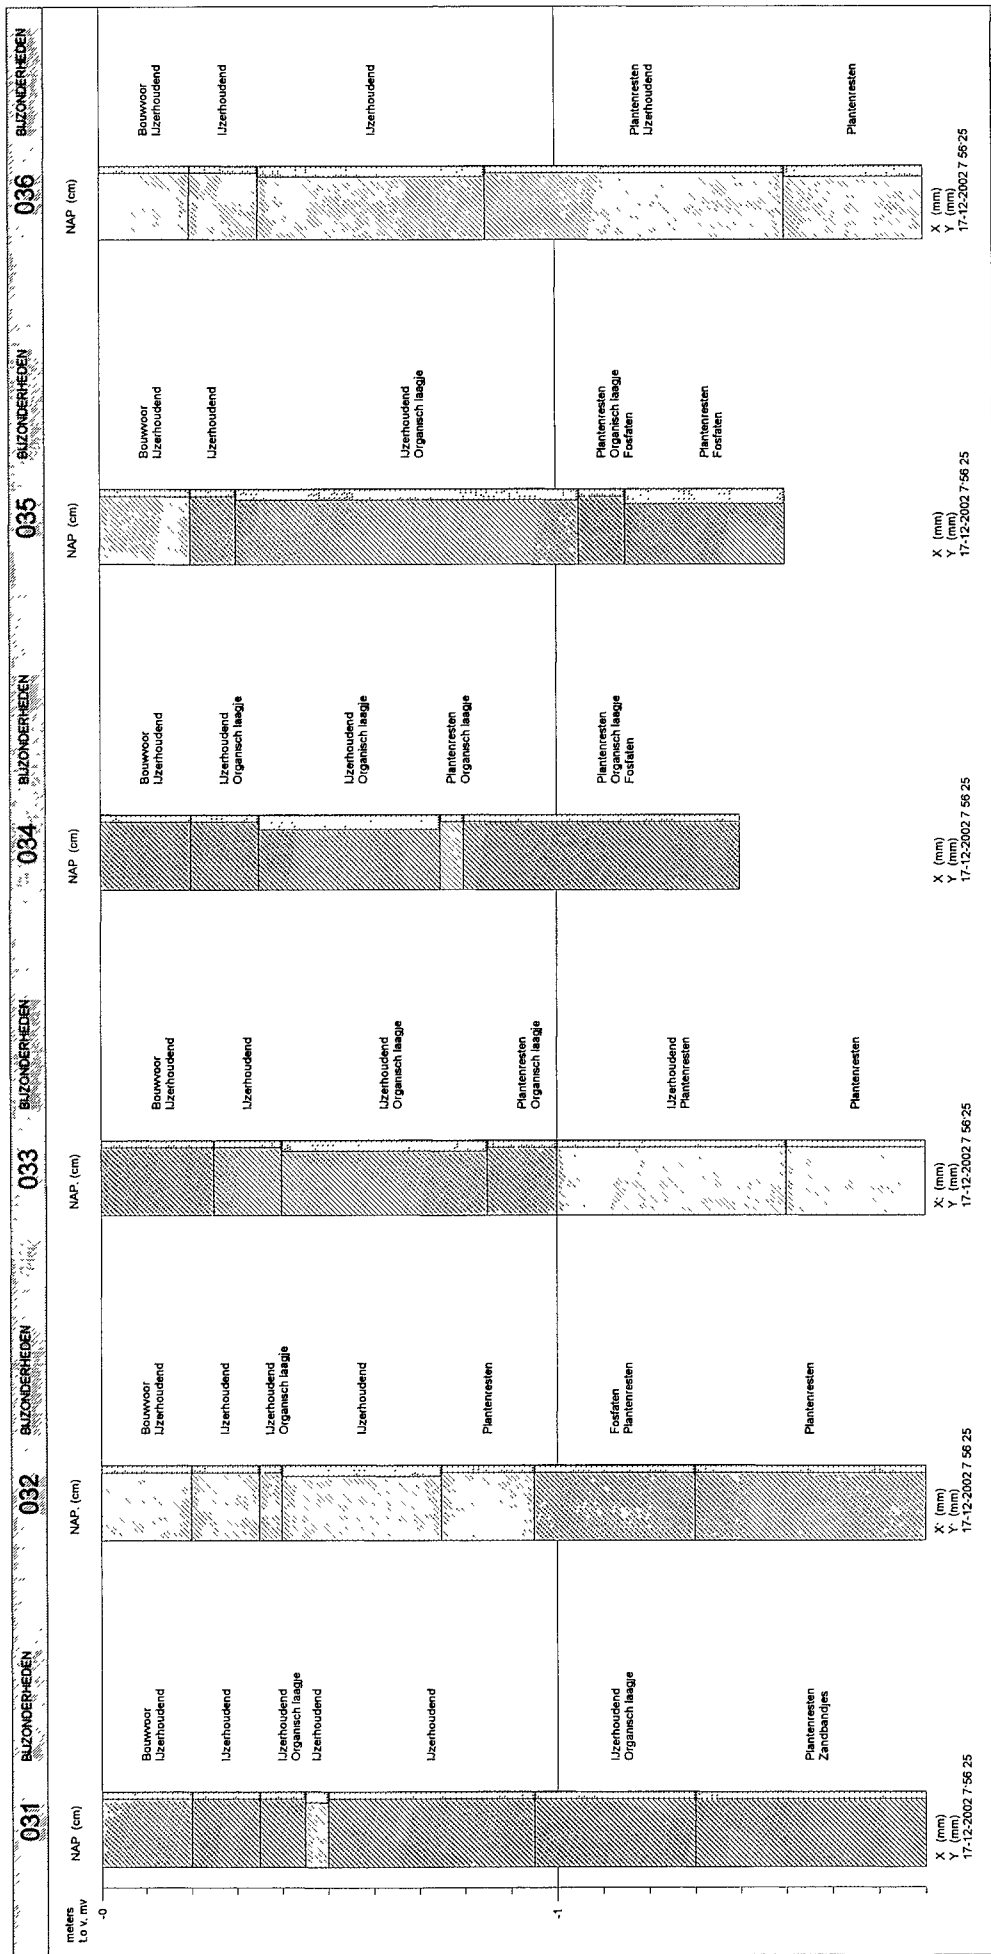 031 BIJZONDERHEDEN
meters
t.o v. mv
NAP (cm)
-0
-1
Bouwvoor
IJzerhoudend
IJzerhoudend
IJzerhoudend
Organisch laagje
IJzerhoudend
IJzerhoudend
IJzerhoudend
Organisch laagje
Plantenresten
Zandbandjes
X (mm)
Y (mm)
17-12-2002 7:56 25
032 BIJZONDERHEDEN
NAP. (cm)
Bouwvoor
IJzerhoudend
IJzerhoudend
IJzerhoudend
Organisch laagje
IJzerhoudend
Plantenresten
Fosfaten
Plantenresten
Plantenresten
X· (mm)
Y· (mm)
17-12-2002 7 56 25
033 BIJZONDERHEDEN
NAP. (cm)
Bouwvoor
IJzerhoudend
IJzerhoudend
IJzerhoudend
Organisch laagje
Plantenresten
Organisch laagje
IJzerhoudend
Plantenresten
Plantenresten
X: (mm)
Y (mm)
17-12-2002 7 56:25
034 BIJZONDERHEDEN
NAP (cm)
Bouwvoor
IJzerhoudend
IJzerhoudend
Organisch laagje
IJzerhoudend
Organisch laagje
Plantenresten
Organisch laagje
Plantenresten
Organisch laagje
Fosfaten
X (mm)
Y (mm)
17-12-2002 7 56 25
035 BIJZONDERHEDEN
NAP (cm)
Bouwvoor
IJzerhoudend
IJzerhoudend
IJzerhoudend
Organisch laagje
Plantenresten
Organisch laagje
Fosfaten
Plantenresten
Fosfaten
X (mm)
Y (mm)
17-12-2002 7·56 25
036 BIJZONDERHEDEN
NAP (cm)
Bouwvoor
IJzerhoudend
IJzerhoudend
IJzerhoudend
Plantenresten
IJzerhoudend
Plantenresten
X (mm)
Y (mm)
17-12-2002 7 56·25